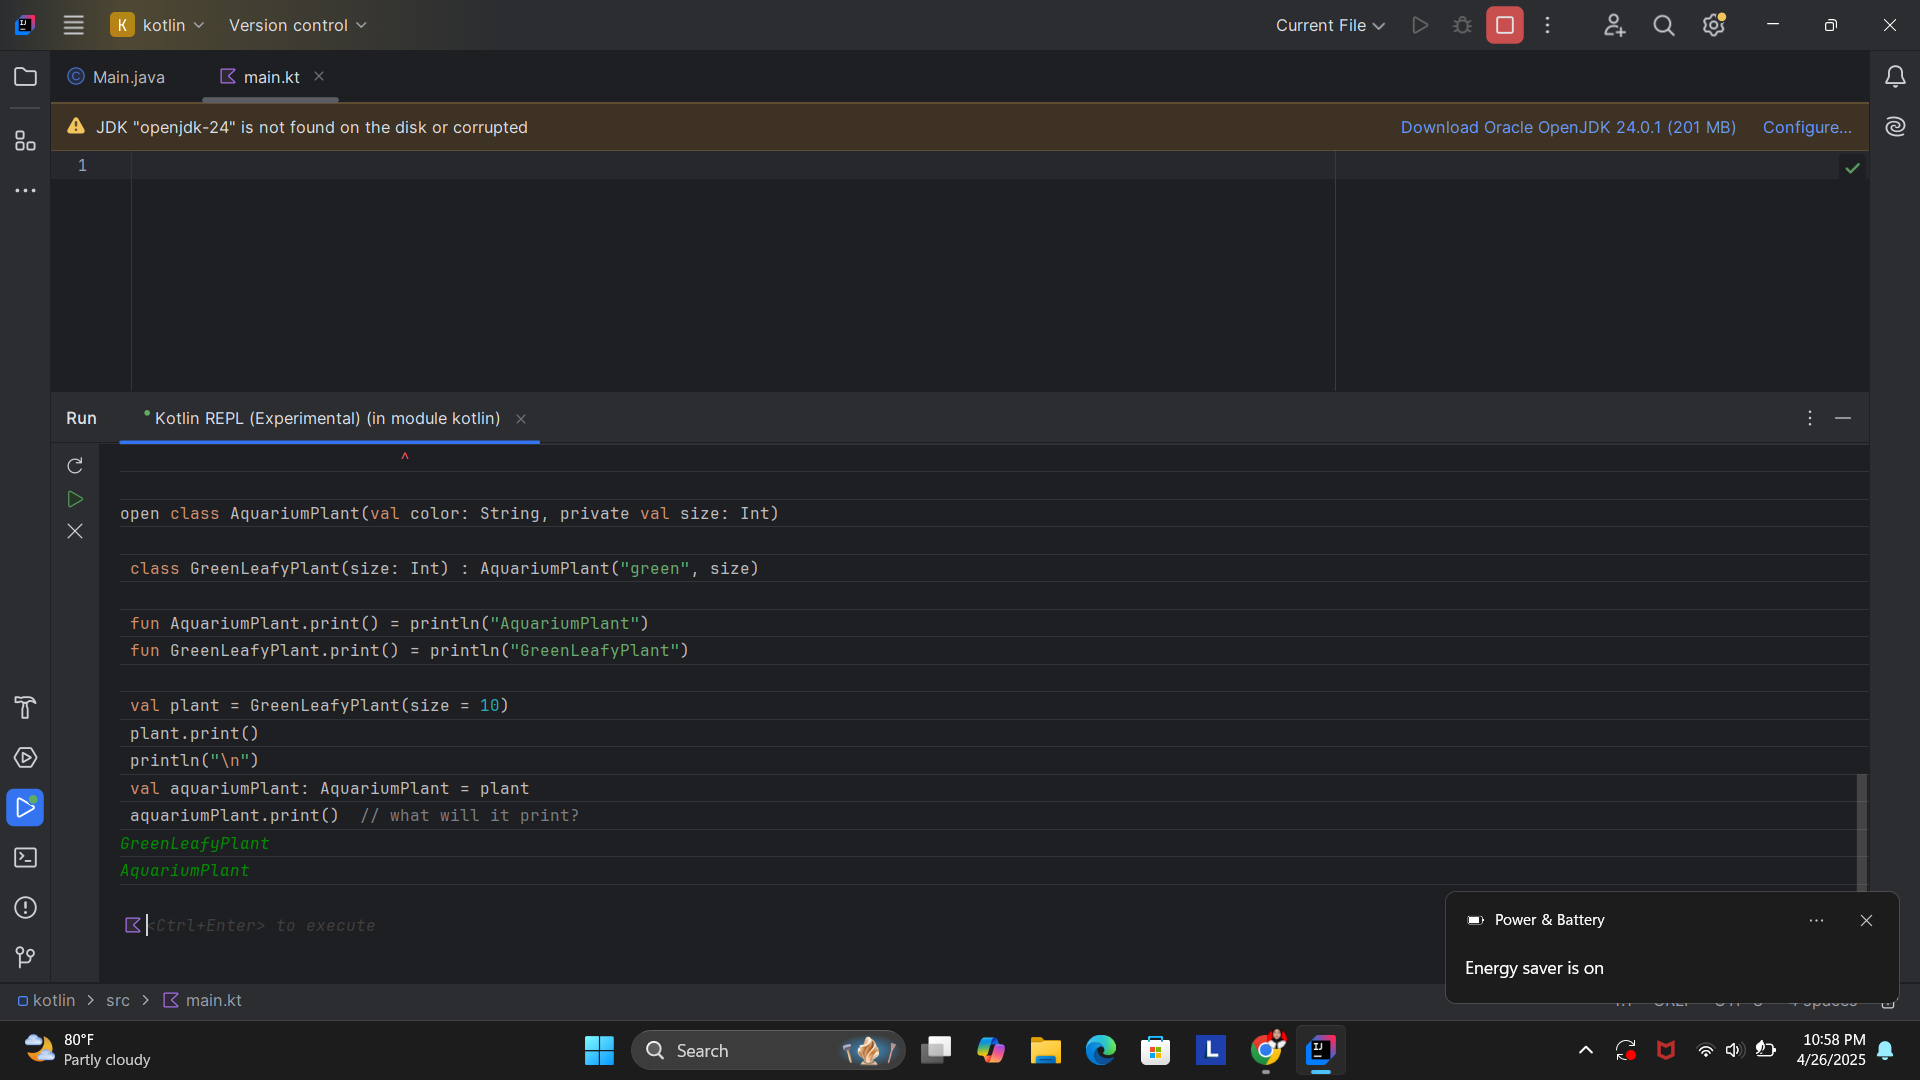 K kotlin Version control Current File
Main.java main.kt
JDK "openjdk-24" is not found on the disk or corrupted Download Oracle OpenJDK 24.0.1 (201 MB) Configure...
1
Run Kotlin REPL (Experimental) (in module kotlin)
^
open class AquariumPlant(val color: String, private val size: Int)
class GreenLeafyPlant(size: Int) : AquariumPlant("green", size)
fun AquariumPlant.print() = println("AquariumPlant")
fun GreenLeafyPlant.print() = println("GreenLeafyPlant")
val plant = GreenLeafyPlant(size = 10)
plant.print()
println("\n")
val aquariumPlant: AquariumPlant = plant
aquariumPlant.print()  // what will it print?
GreenLeafyPlant
AquariumPlant
<Ctrl+Enter> to execute
Power & Battery
Energy saver is on
kotlin > src > main.kt
80°F
Partly cloudy
Search
L
10:58 PM
4/26/2025